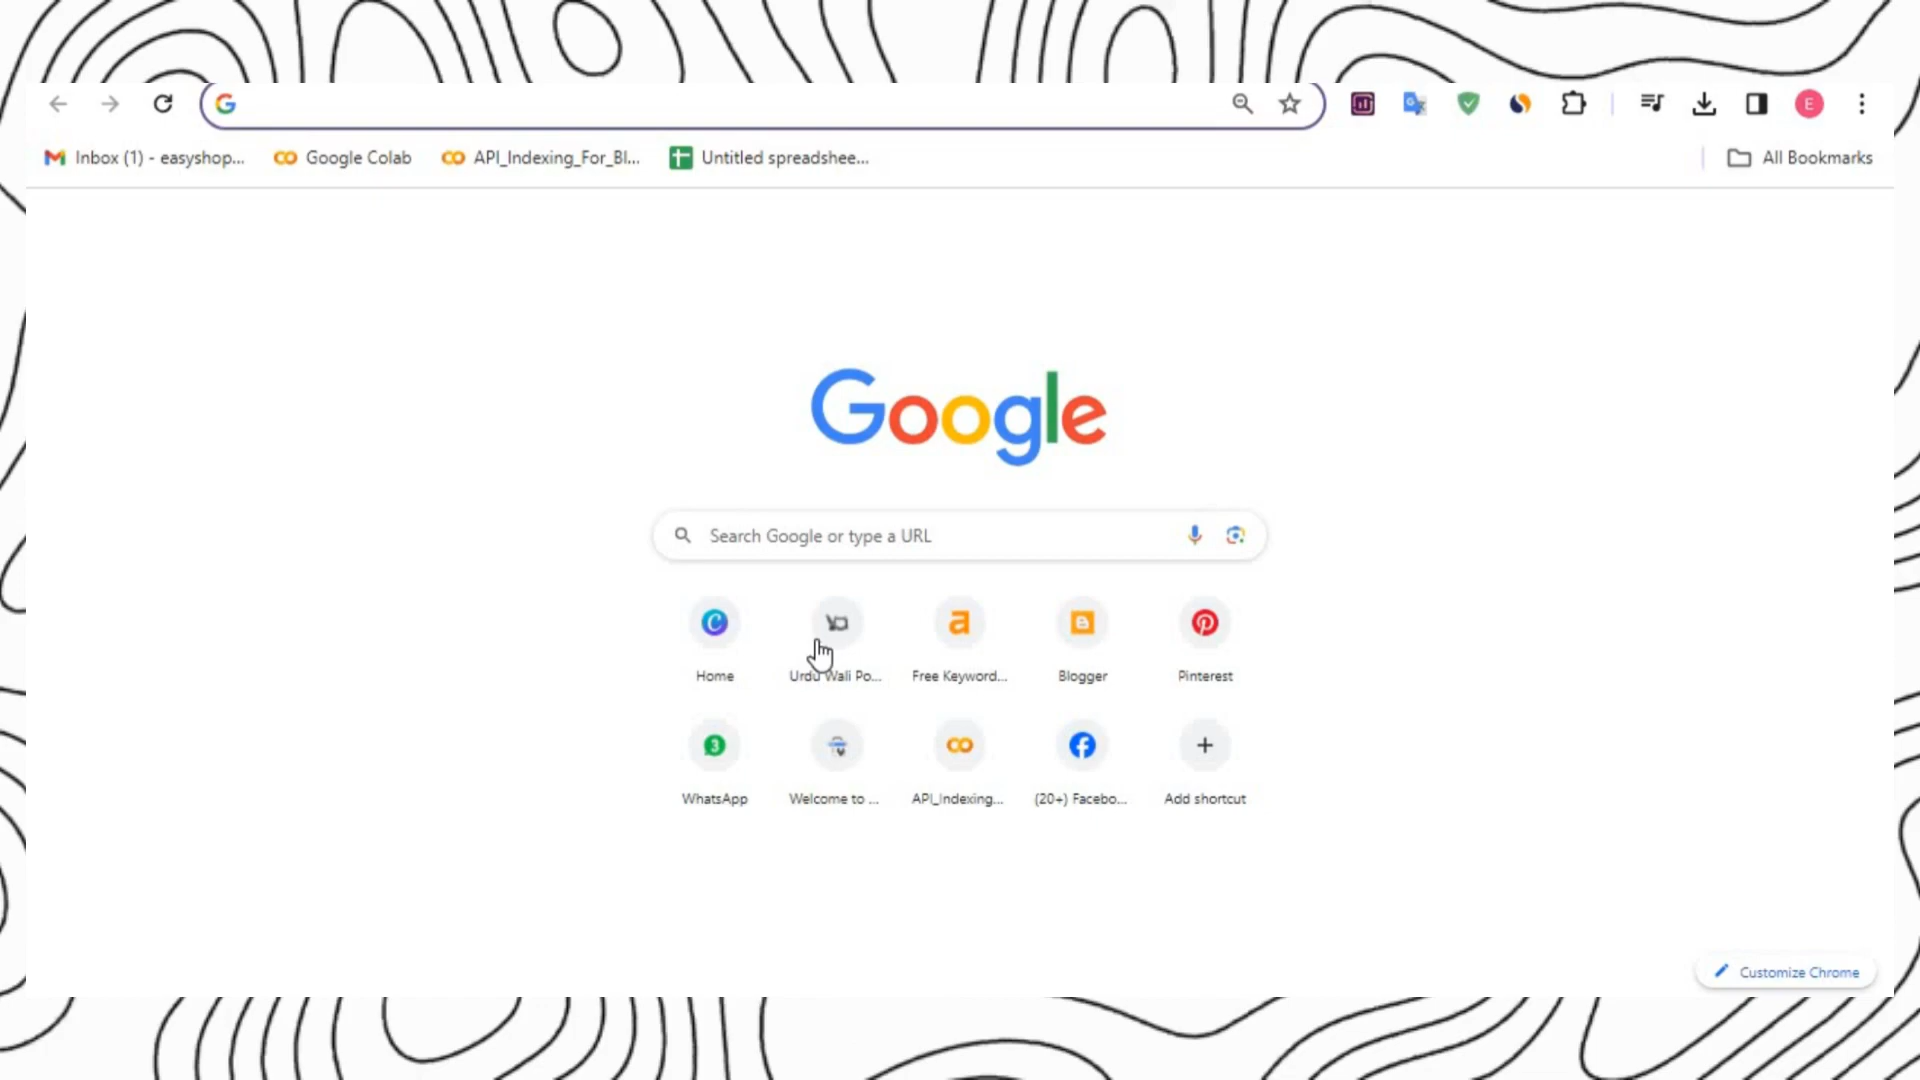 Inbox (1) - easyshop... Google Colab API_Indexing_For_Bl... Untitled spreadshee... All Bookmarks
Google
Search Google or type a URL
Home Urdu Wali Po... Free Keyword... Blogger Pinterest
3
WhatsApp Welcome to ... API_Indexing... (20+) Facebo... Add shortcut
Customize Chrome
E